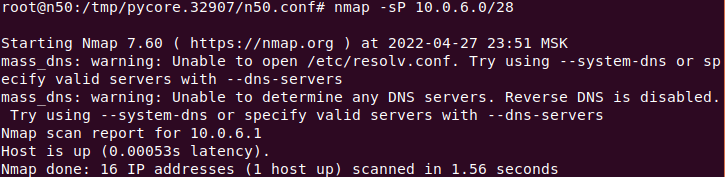 root@n50:/tmp/pycore.32907/n50.conf# nmap -sP 10.0.6.0/28
Starting Nmap 7.60 ( https://nmap.org ) at 2022-04-27 23:51 MSK
mass_dns: warning: Unable to open /etc/resolv.conf. Try using --system-dns or sp
ecify valid servers with --dns-servers
mass_dns: warning: Unable to determine any DNS servers. Reverse DNS is disabled.
 Try using --system-dns or specify valid servers with --dns-servers
Nmap scan report for 10.0.6.1
Host is up (0.00053s latency).
Nmap done: 16 IP addresses (1 host up) scanned in 1.56 seconds